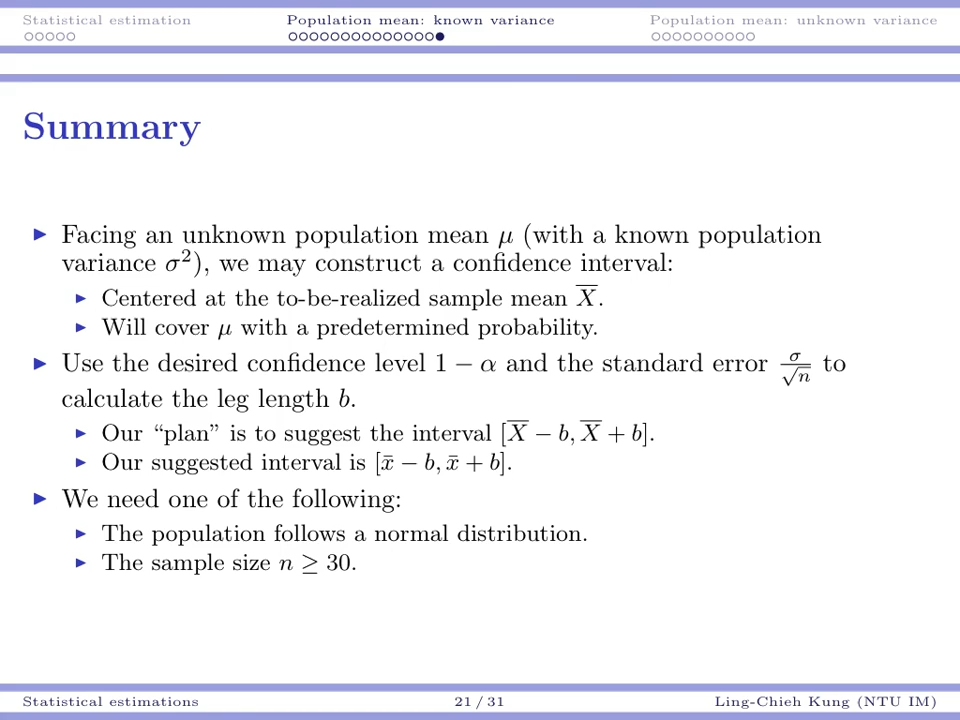 Statistical estimation Population mean: known variance Population mean: unknown variance
Summary
▶ Facing an unknown population mean μ (with a known population
variance σ²), we may construct a confidence interval:
▶ Centered at the to-be-realized sample mean X̅.
▶ Will cover μ with a predetermined probability.
▶ Use the desired confidence level 1 − α and the standard error σ/√n to
calculate the leg length b.
▶ Our “plan” is to suggest the interval [X̅ − b, X̅ + b].
▶ Our suggested interval is [x̄ − b, x̄ + b].
▶ We need one of the following:
▶ The population follows a normal distribution.
▶ The sample size n ≥ 30.
Statistical estimations 21 / 31 Ling-Chieh Kung (NTU IM)